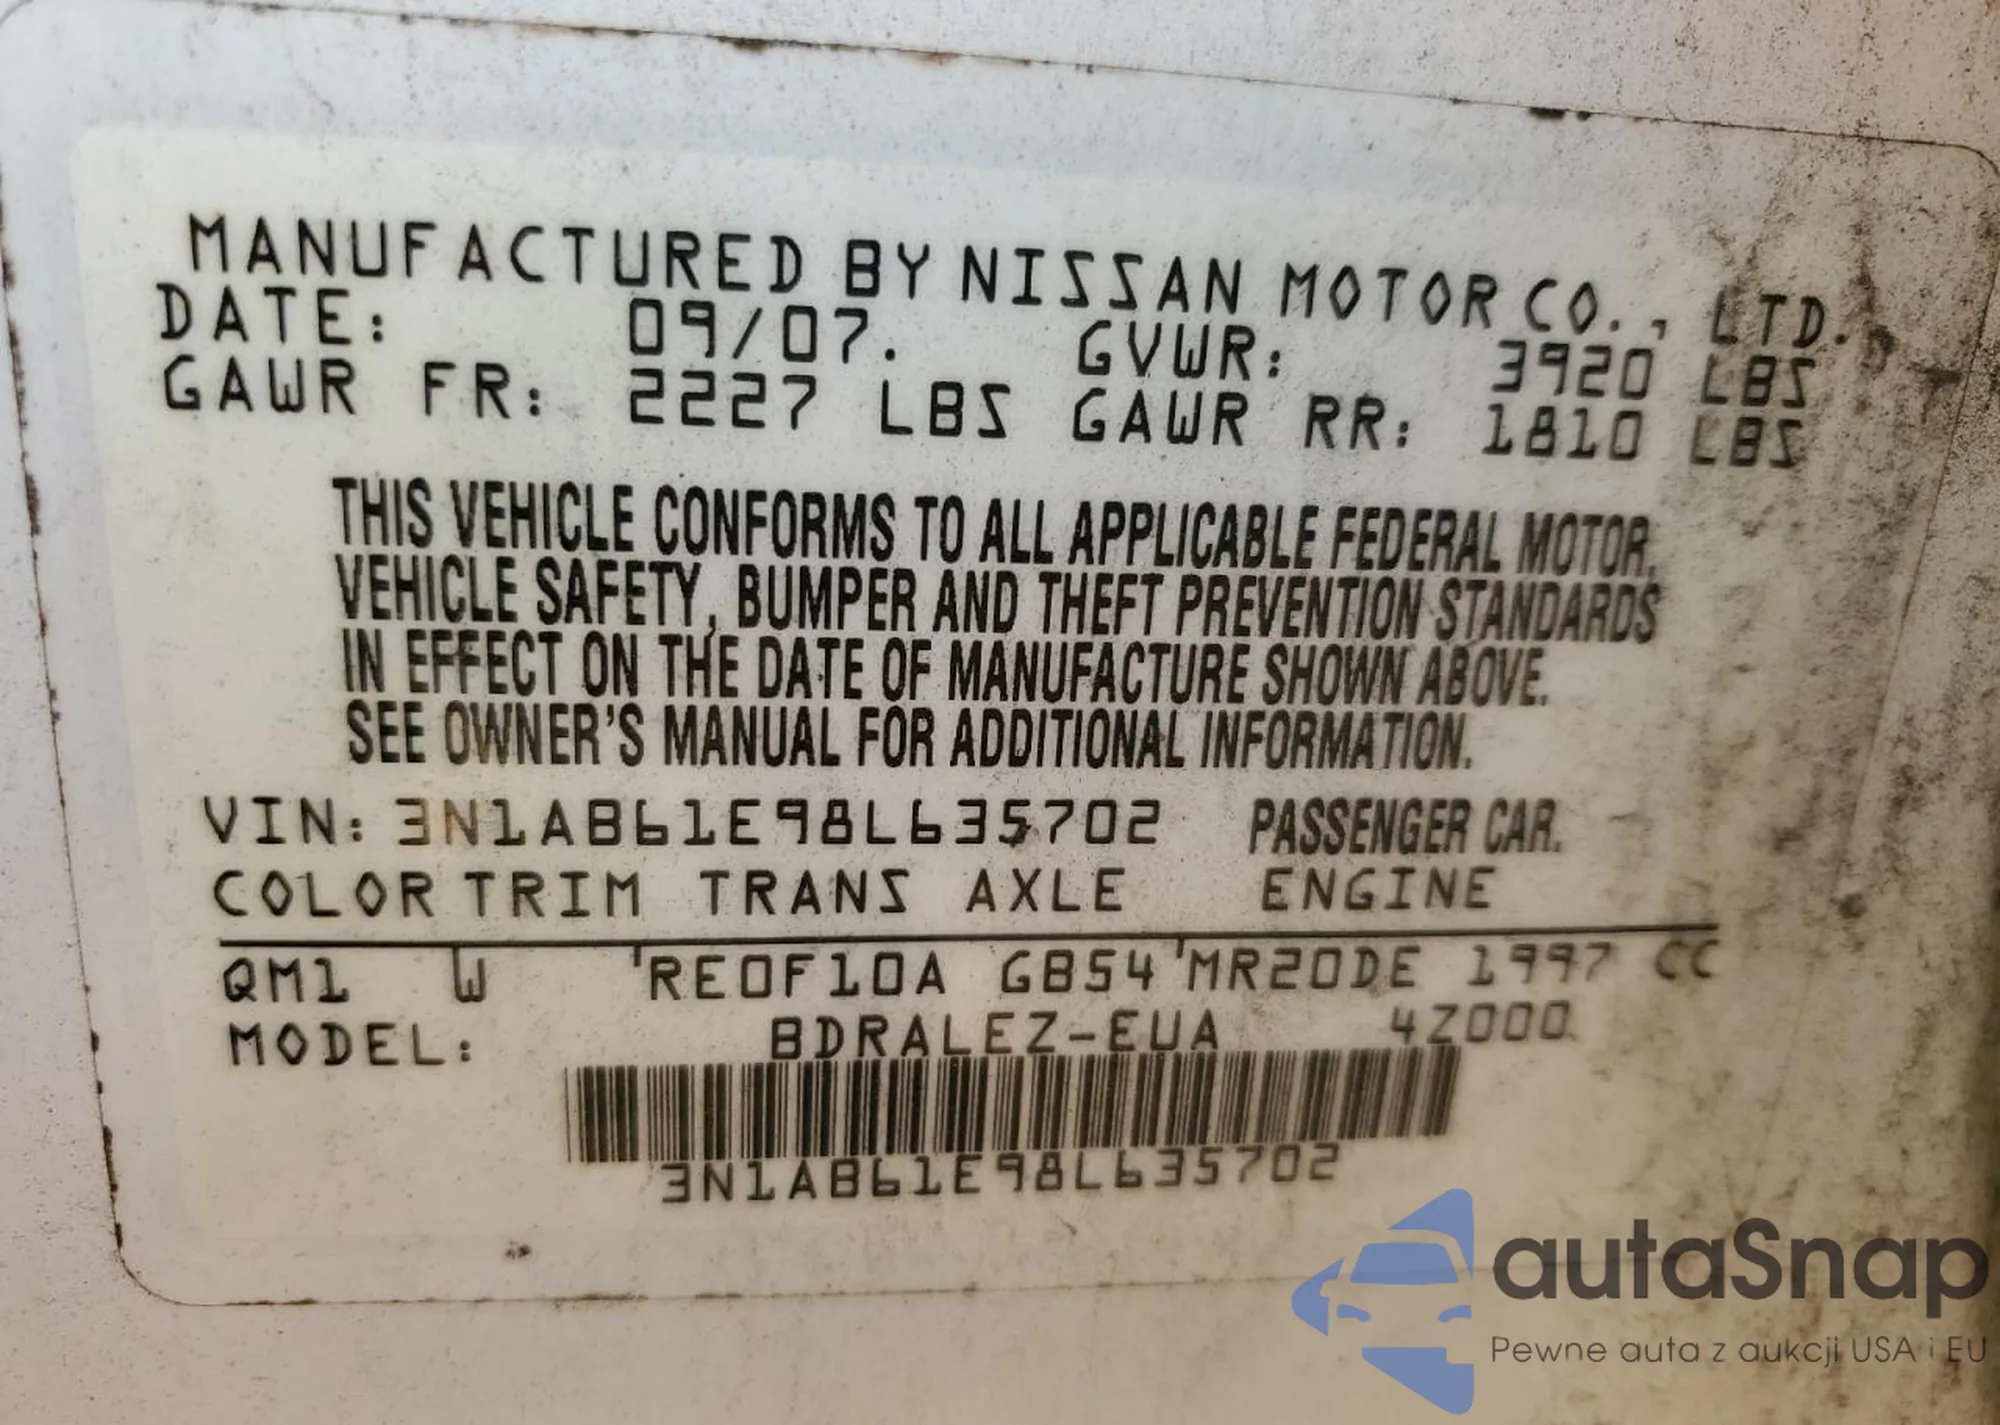 MANUFACTURED BY NISSAN MOTOR CO., LTD.
DATE: 09/07. GVWR: 3920 LBS
GAWR FR: 2227 LBS GAWR RR: 1810 LBS
THIS VEHICLE CONFORMS TO ALL APPLICABLE FEDERAL MOTOR
VEHICLE SAFETY, BUMPER AND THEFT PREVENTION STANDARDS
IN EFFECT ON THE DATE OF MANUFACTURE SHOWN ABOVE.
SEE OWNER'S MANUAL FOR ADDITIONAL INFORMATION.
VIN: 3N1AB61E98L635702 PASSENGER CAR.
COLOR TRIM TRANS AXLE ENGINE
QM1 W 'RE0F10A GB54 'MR20DE 1997 CC
MODEL: BDRALEZ-EUA 4Z000
3N1AB61E98L635702
autaSnap
Pewne auta z aukcji USA i EU